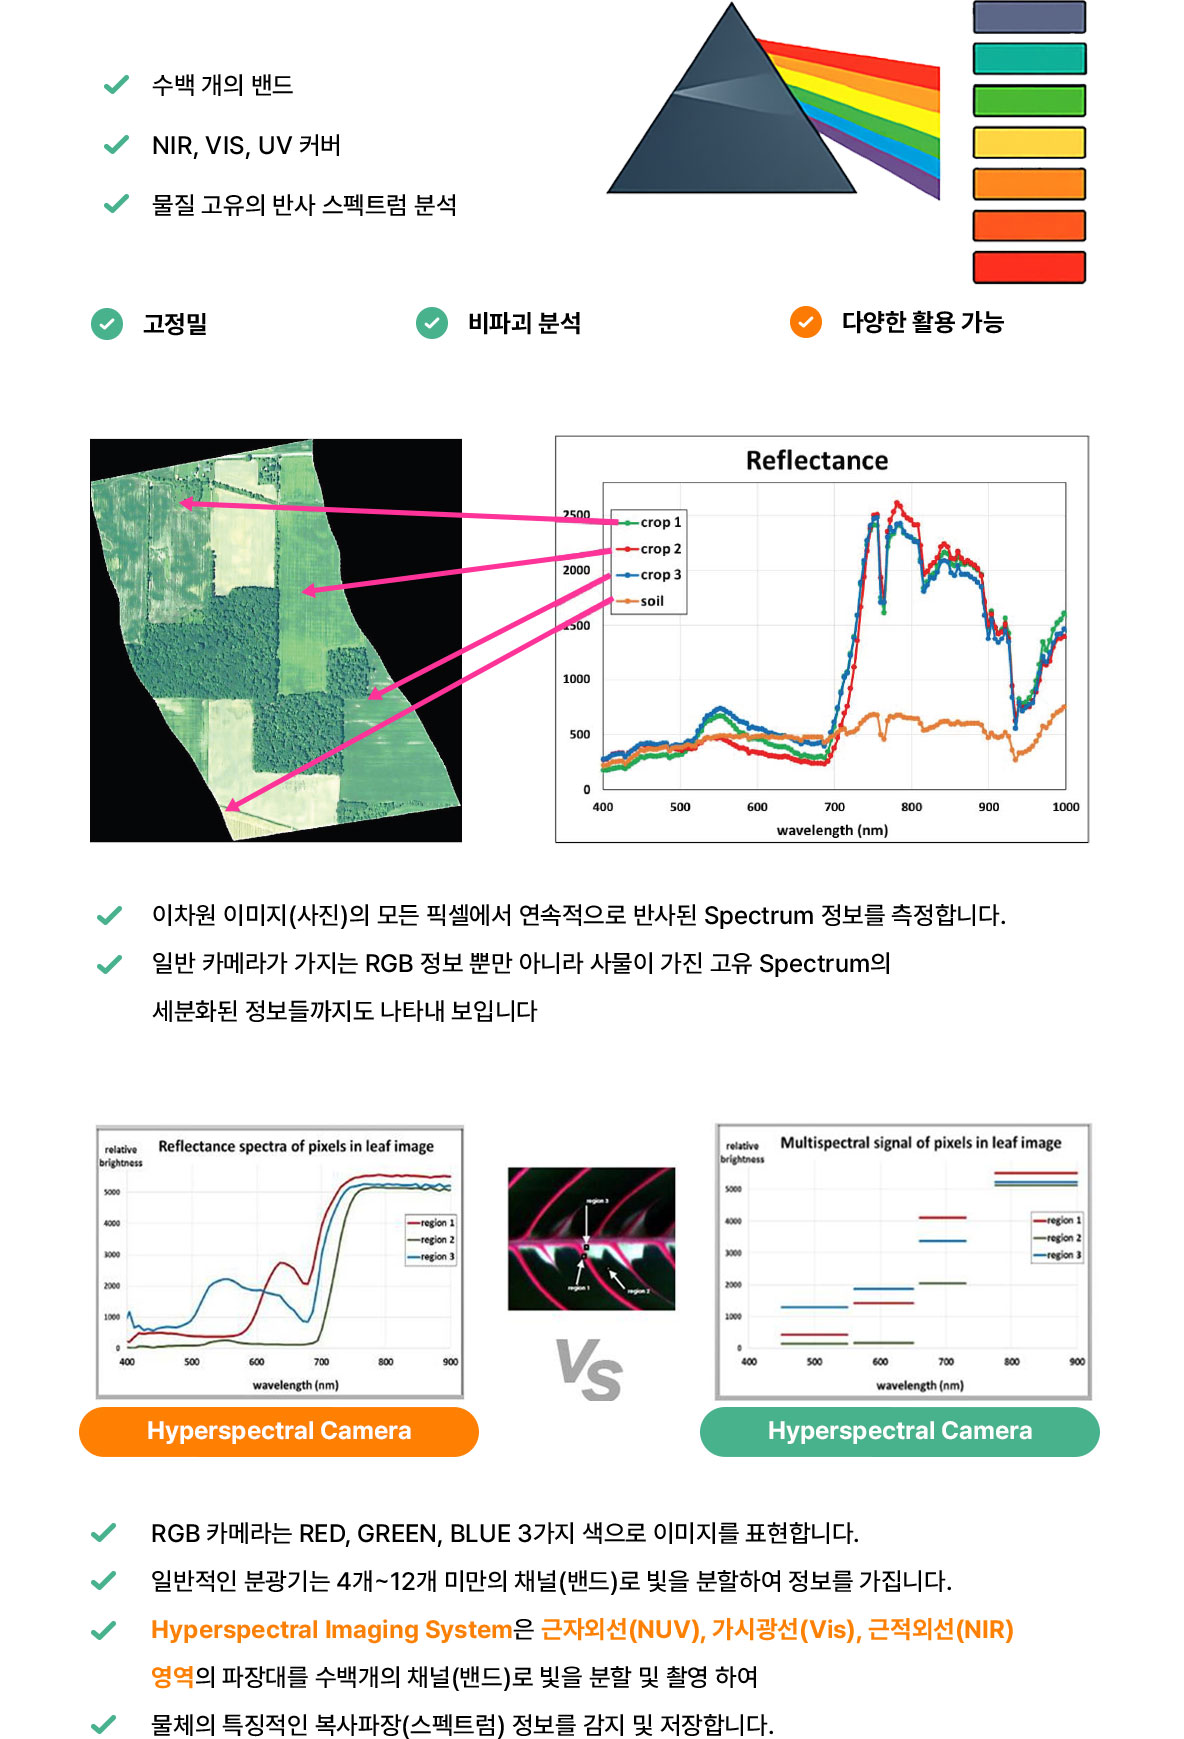 수백 개의 밴드
NIR, VIS, UV 커버
물질 고유의 반사 스펙트럼 분석
고정밀
비파괴 분석
다양한 활용 가능
Reflectance
2500
2000
1500
1000
500
0
crop 1
crop 2
crop 3
soil
400 500 600 700 800 900 1000
wavelength (nm)
이차원 이미지(사진)의 모든 픽셀에서 연속적으로 반사된 Spectrum 정보를 측정합니다.
일반 카메라가 가지는 RGB 정보 뿐만 아니라 사물이 가진 고유 Spectrum의
세분화된 정보들까지도 나타내 보입니다
relative
brightness
Reflectance spectra of pixels in leaf image
5000
4000
3000
2000
1000
0
region 1
region 2
region 3
400 500 600 700 800 900
wavelength (nm)
Hyperspectral Camera
region 3
region 1
region 2
VS
relative
brightness
Multispectral signal of pixels in leaf image
5000
4000
3000
2000
1000
0
region 1
region 2
region 3
400 500 600 700 800 900
wavelength (nm)
Hyperspectral Camera
RGB 카메라는 RED, GREEN, BLUE 3가지 색으로 이미지를 표현합니다.
일반적인 분광기는 4개~12개 미만의 채널(밴드)로 빛을 분할하여 정보를 가집니다.
Hyperspectral Imaging System은 근자외선(NUV), 가시광선(Vis), 근적외선(NIR)
영역의 파장대를 수백개의 채널(밴드)로 빛을 분할 및 촬영 하여
물체의 특징적인 복사파장(스펙트럼) 정보를 감지 및 저장합니다.